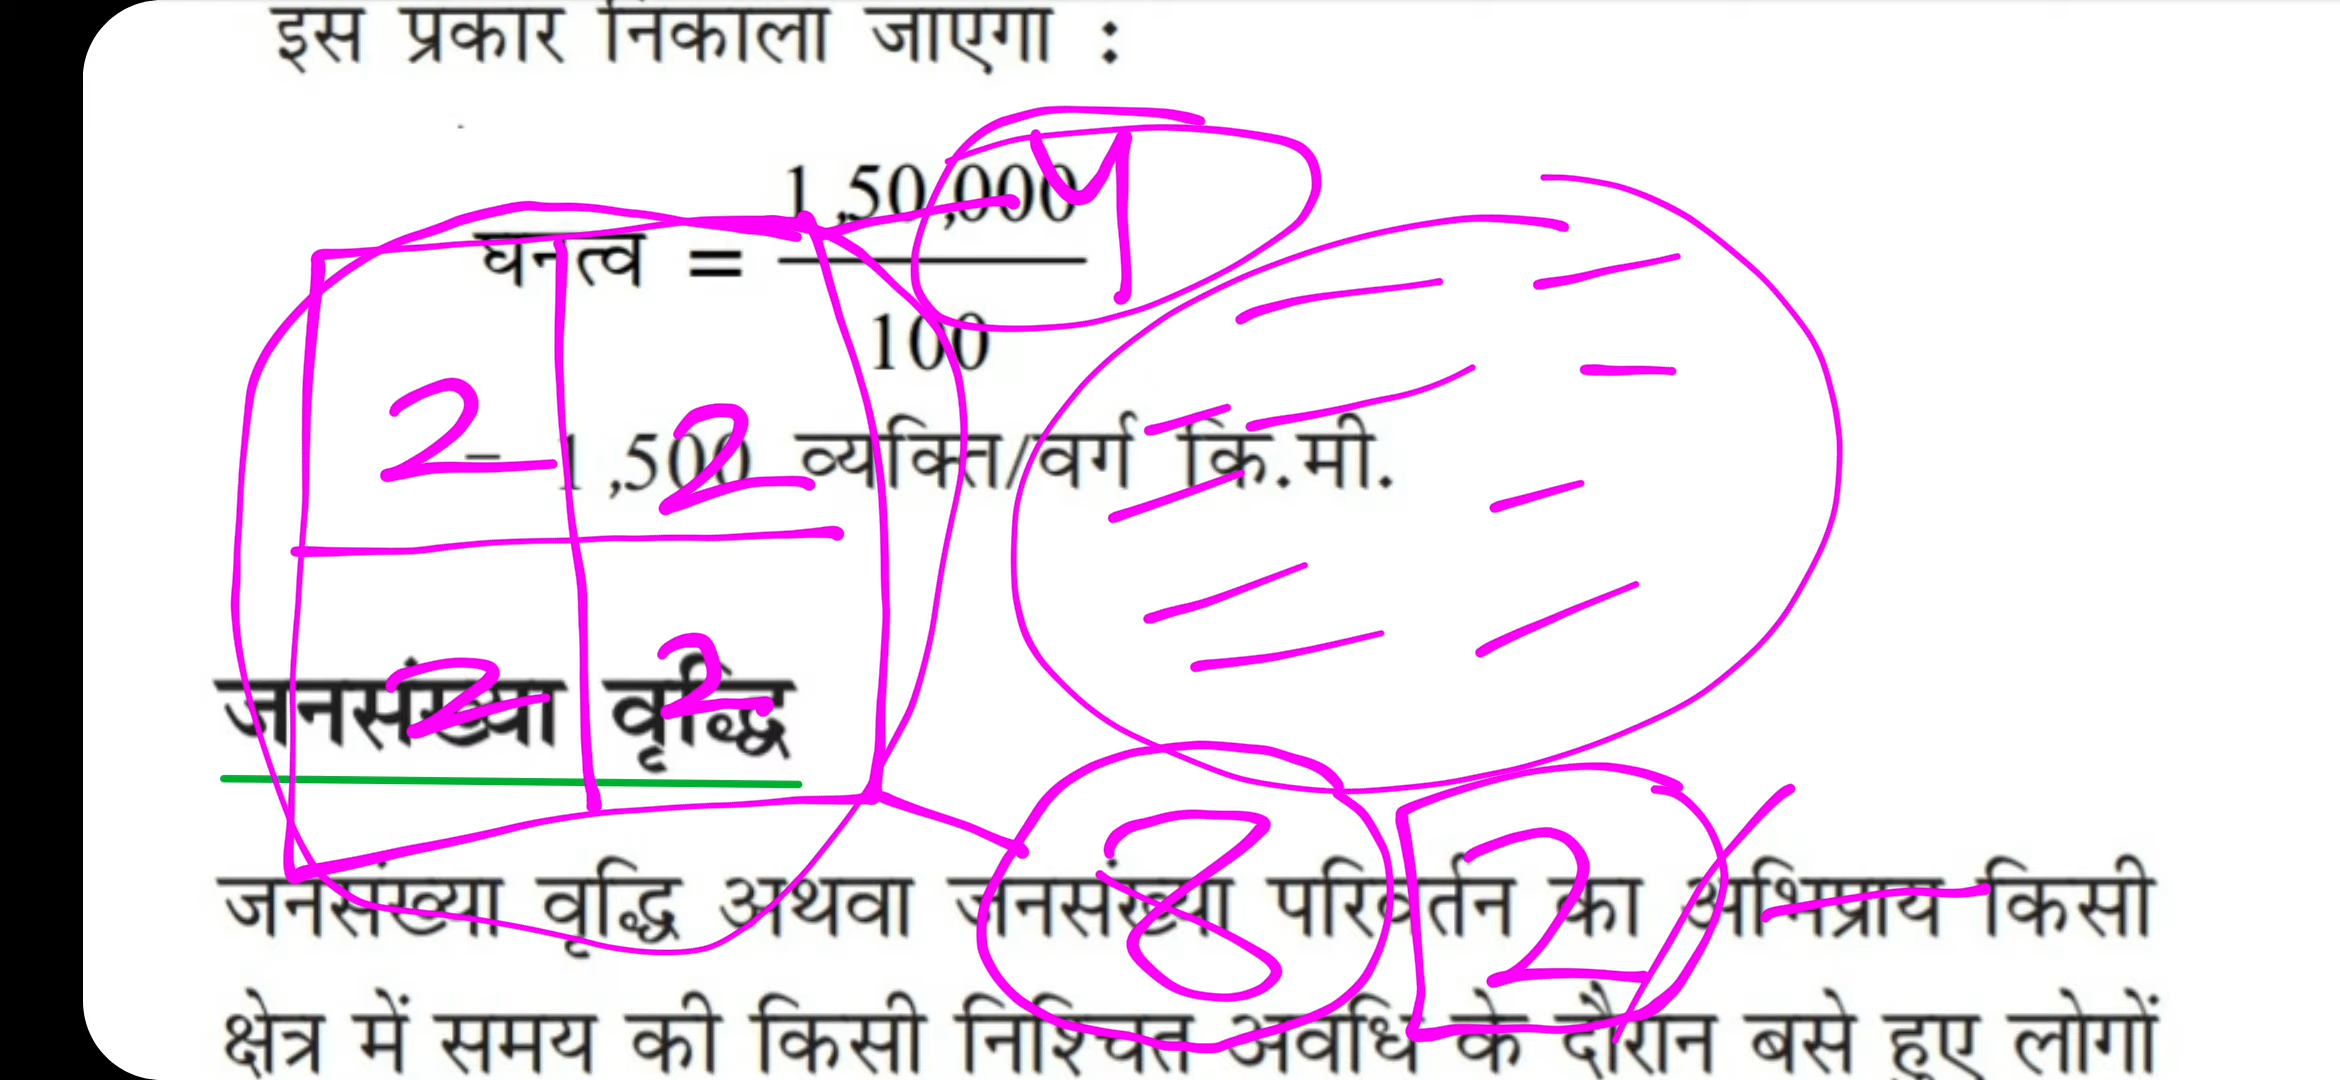 इस प्रकार निकाला जाएगा :
घनत्व = 1,50,000 / 100
4
= 1,500 व्यक्ति/वर्ग कि.मी.
2 2
2 2
जनसंख्या वृद्धि
8 2
जनसंख्या वृद्धि अथवा जनसंख्या परिवर्तन का अभिप्राय किसी
क्षेत्र में समय की किसी निश्चित अवधि के दौरान बसे हुए लोगों